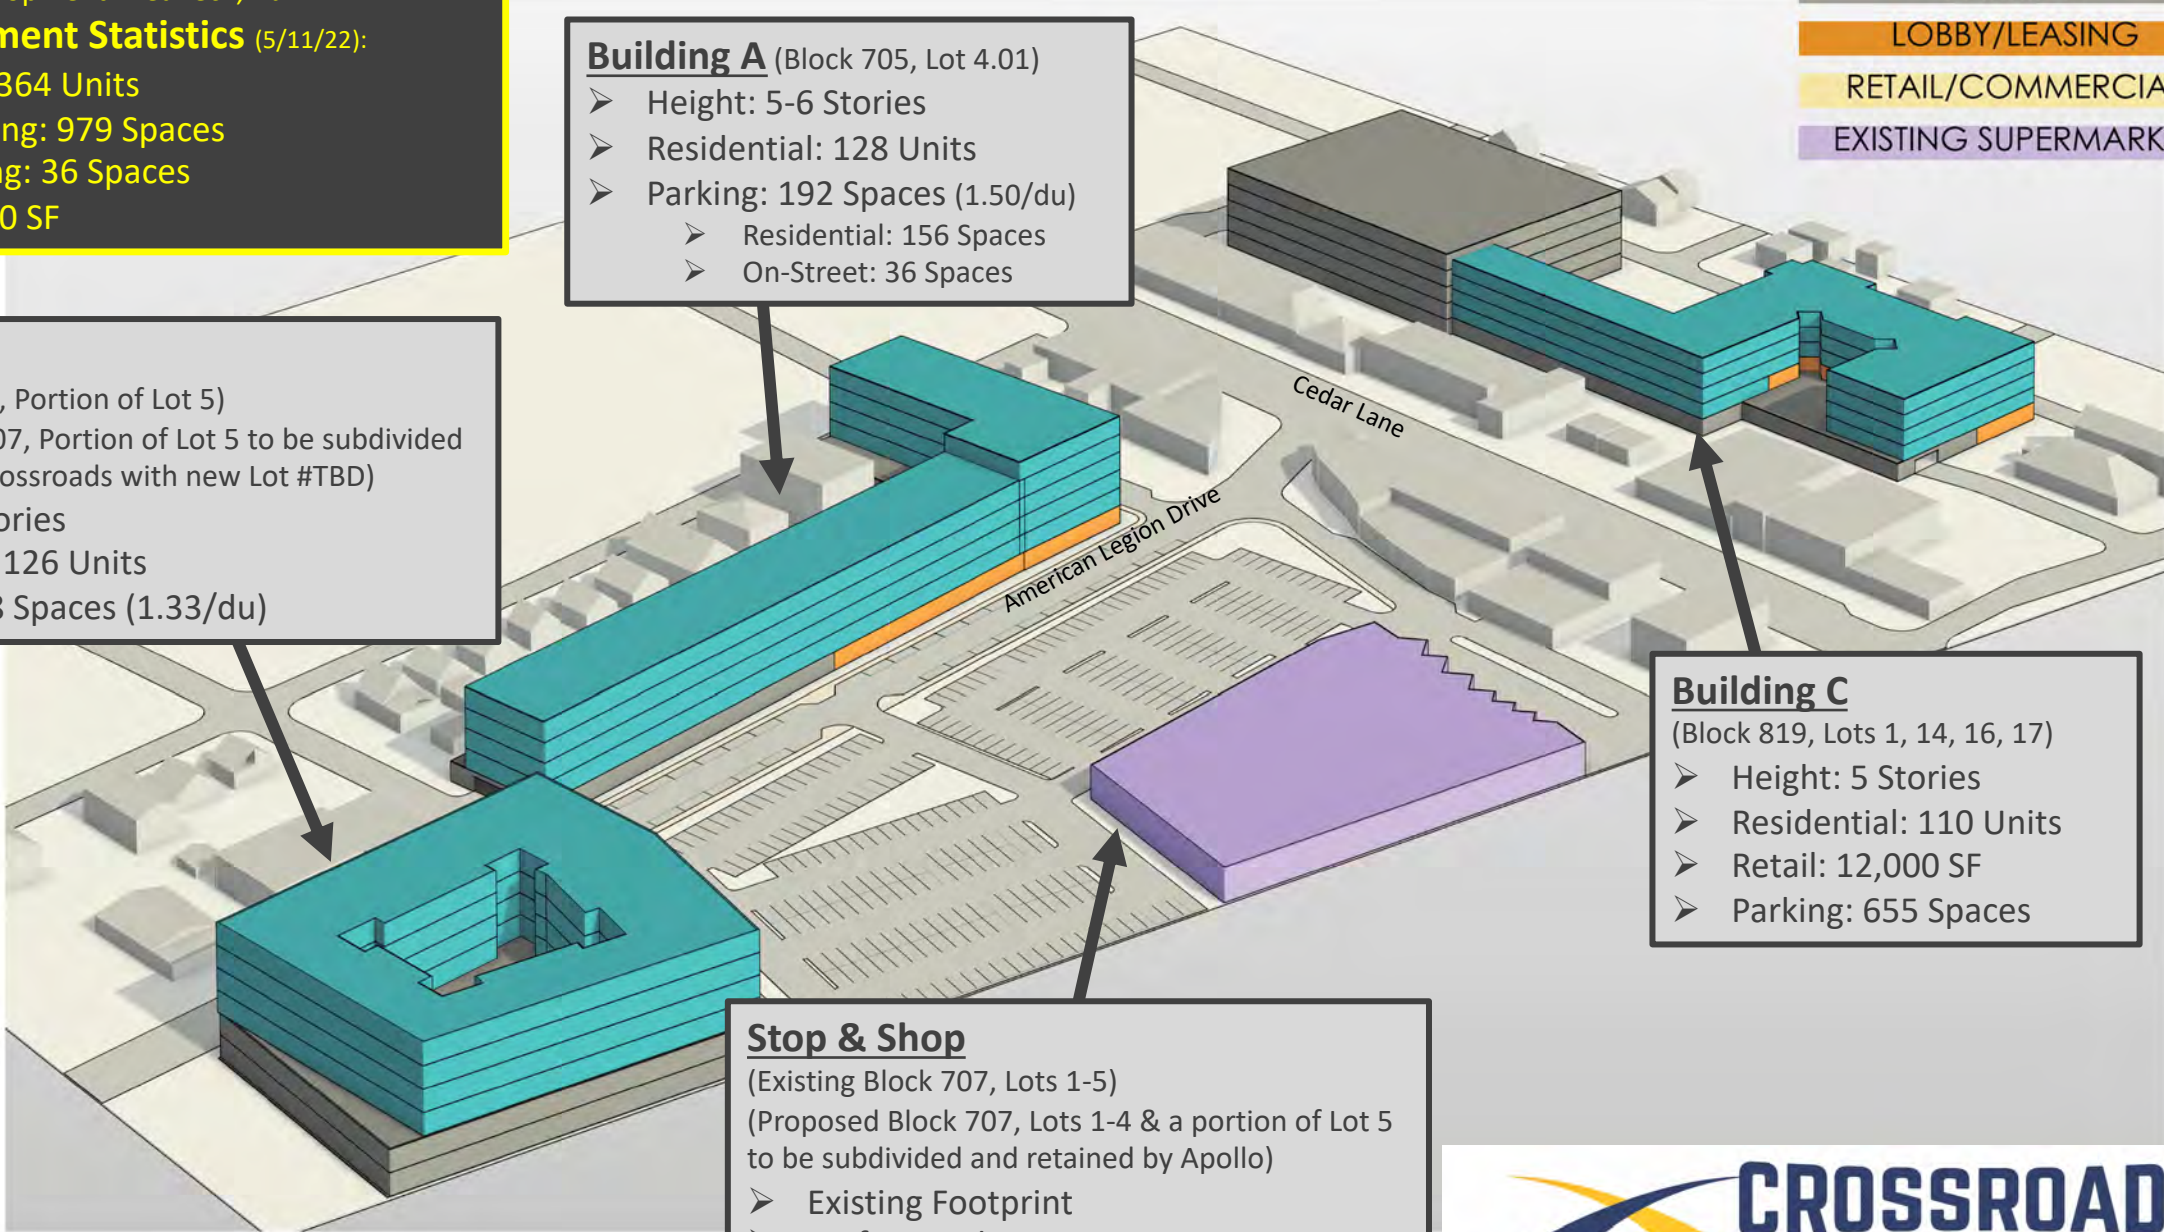 ment Statistics (5/11/22):
364 Units
ng: 979 Spaces
g: 36 Spaces
0 SF
Building A (Block 705, Lot 4.01)
➢ Height: 5-6 Stories
➢ Residential: 128 Units
➢ Parking: 192 Spaces (1.50/du)
➢ Residential: 156 Spaces
➢ On-Street: 36 Spaces
LOBBY/LEASING
RETAIL/COMMERCIA
EXISTING SUPERMARK
, Portion of Lot 5)
07, Portion of Lot 5 to be subdivided
rossroads with new Lot #TBD)
ories
126 Units
8 Spaces (1.33/du)
Cedar Lane
American Legion Drive
Building C
(Block 819, Lots 1, 14, 16, 17)
➢ Height: 5 Stories
➢ Residential: 110 Units
➢ Retail: 12,000 SF
➢ Parking: 655 Spaces
Stop & Shop
(Existing Block 707, Lots 1-5)
(Proposed Block 707, Lots 1-4 & a portion of Lot 5
to be subdivided and retained by Apollo)
➢ Existing Footprint
CROSSROAD